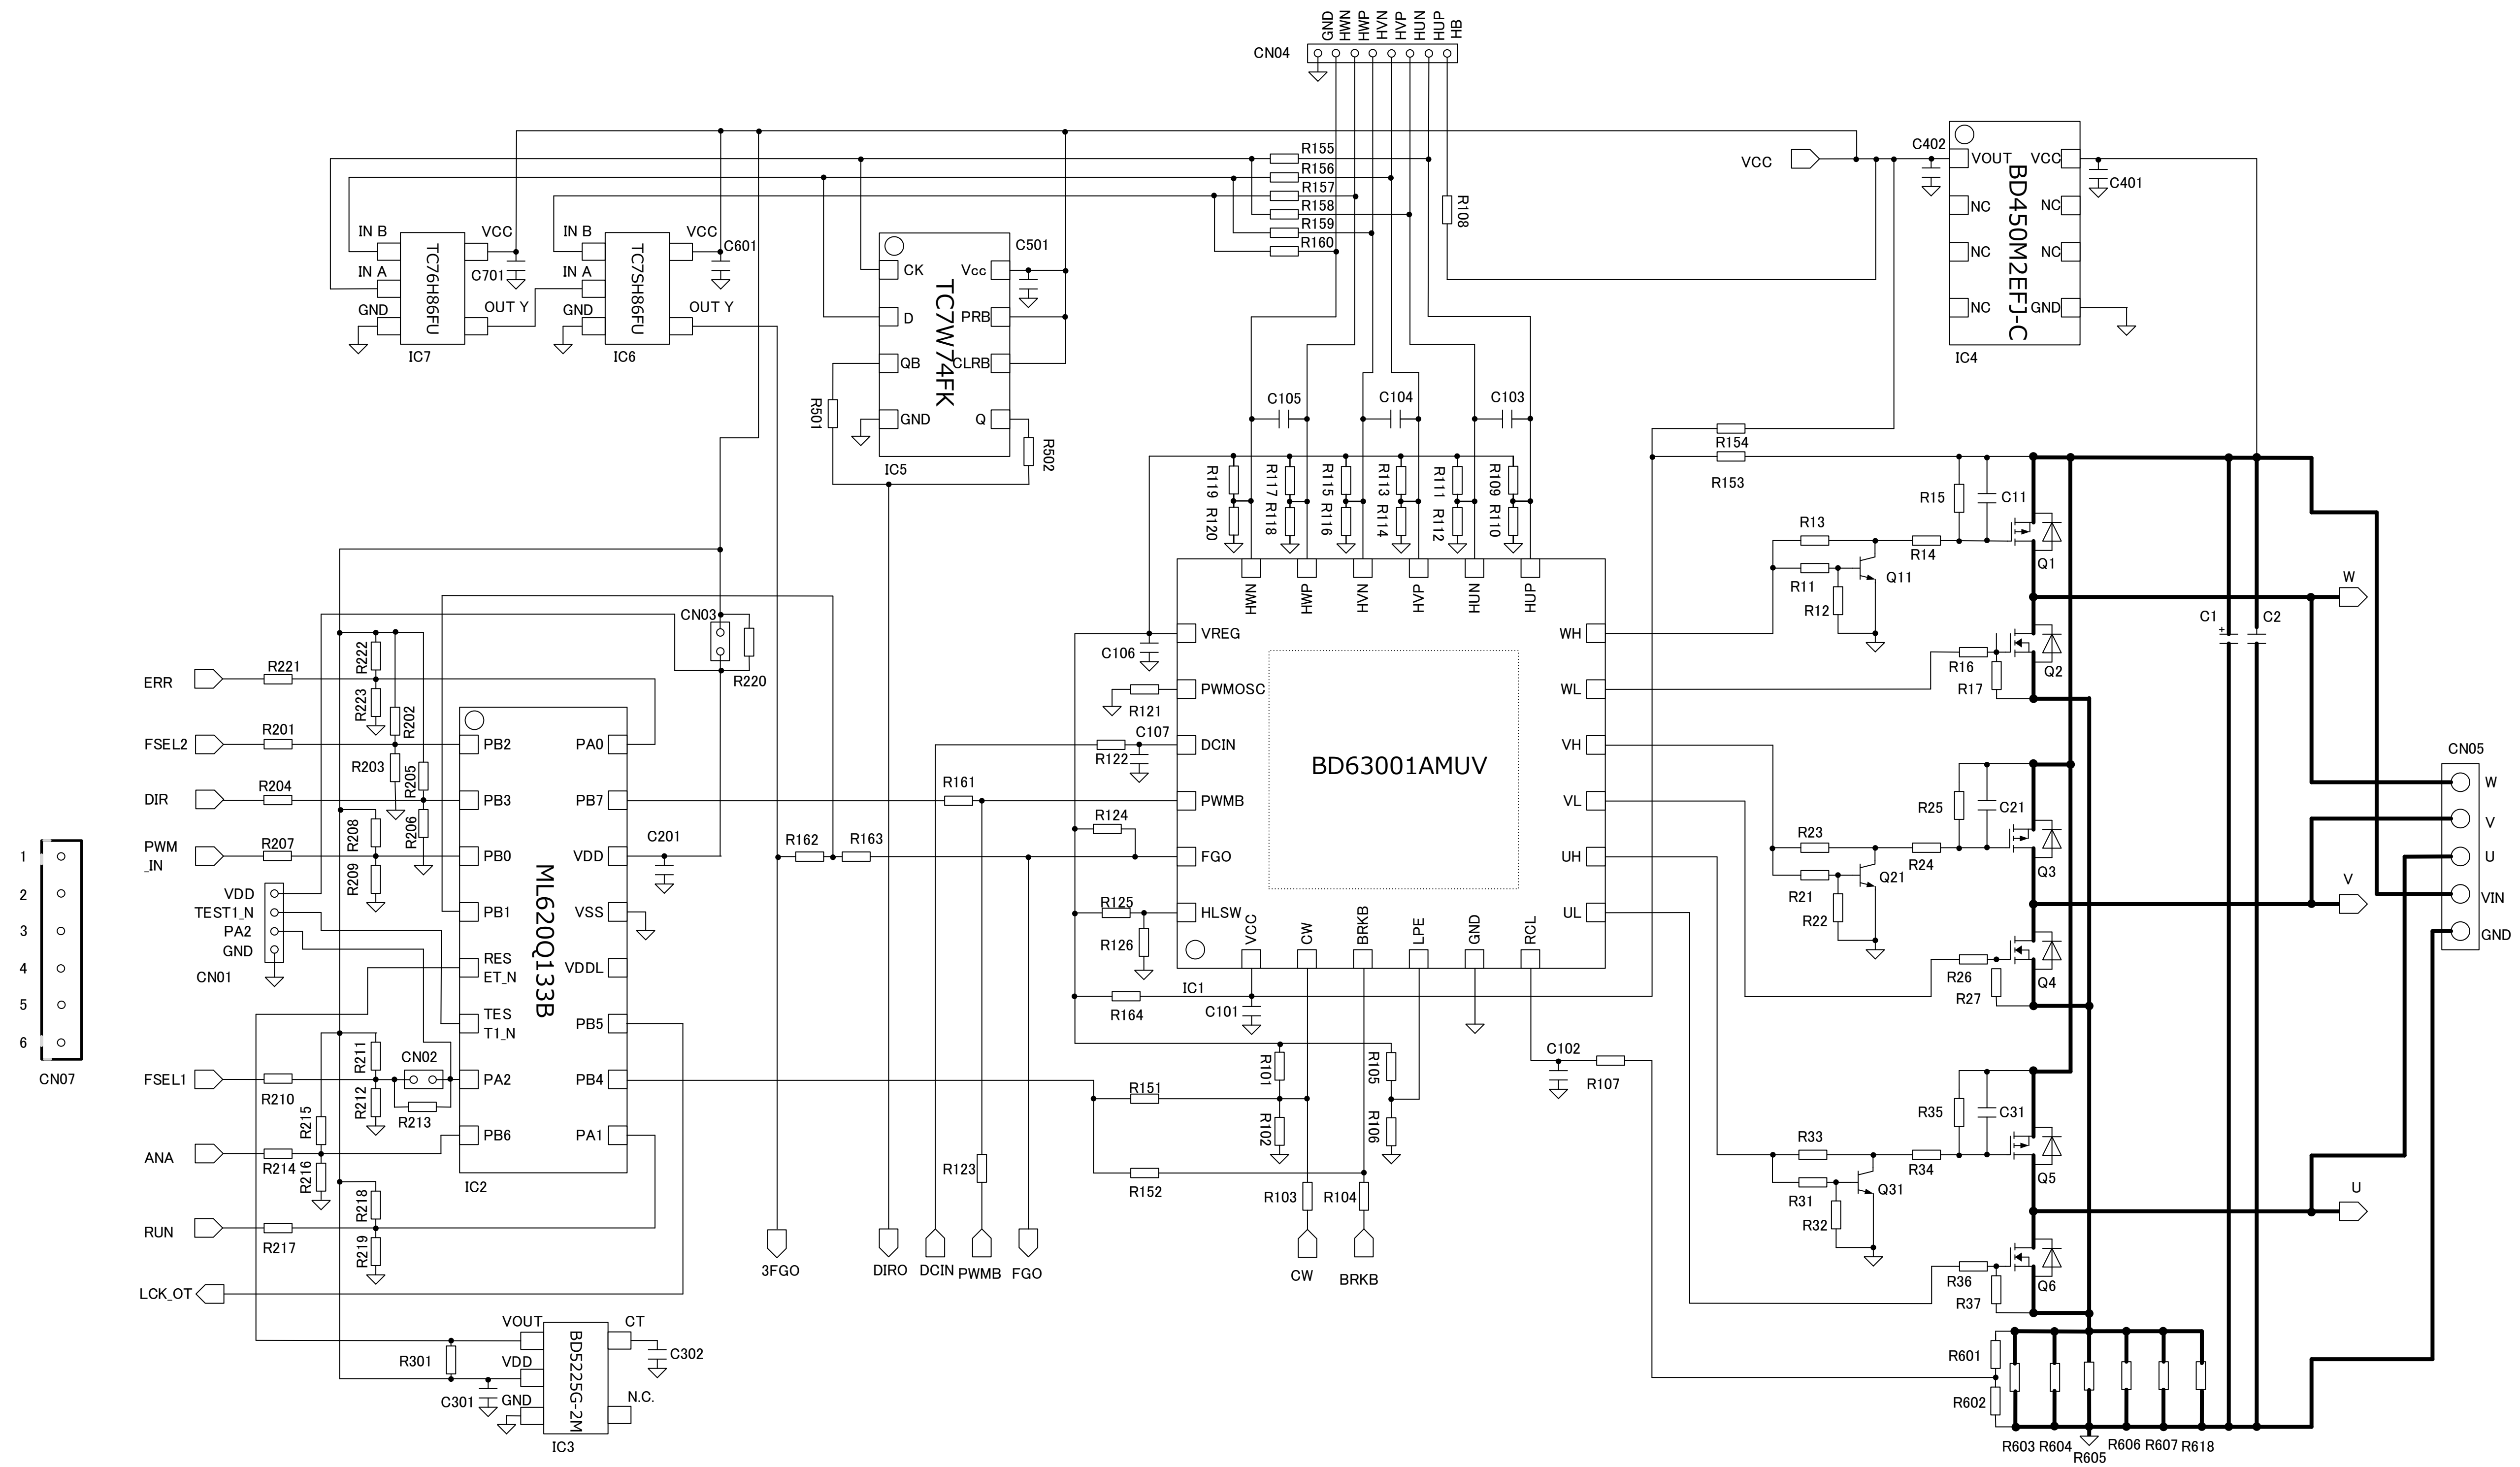 GND
HWN
HWP
HVN
HVP
HUN
HUP
HB
CN04
R155
R156
R157
R158
R159
R160
R108
VCC
C402
VOUT
VCC
C401
NC
NC
NC
NC
NC
GND
BD450M2EFJ-C
IC4
IN B
VCC
IN A
C701
GND
OUT Y
TC76H86FU
IC7
IN B
VCC
C601
IN A
GND
OUT Y
TC7SH86FU
IC6
C501
CK
Vcc
D
PRB
QB
CLRB
GND
Q
TC7W74FK
IC5
R501
R502
C105
C104
C103
R154
R153
R119
R117
R115
R113
R111
R109
R120
R118
R116
R114
R112
R110
HWN
HWP
HVN
HVP
HUN
HUP
VREG
PWMOSC
DCIN
PWMB
FGO
HLSW
VCC
CW
BRKB
LPE
GND
RCL
WH
WL
VH
VL
UH
UL
BD63001AMUV
IC1
C106
R121
C107
R122
R161
R124
R162
R163
R125
R126
R164
C101
R101
R102
R105
R106
R151
R152
R103
R104
R123
C102
R107
R15
C11
R13
R14
Q1
R11
R12
Q11
R16
R17
Q2
W
R25
C21
R23
R24
Q3
R21
R22
Q21
R26
R27
Q4
V
R35
C31
R33
R34
Q5
R31
R32
Q31
R36
R37
Q6
U
C1
+
C2
CN05
W
V
U
VIN
GND
R601
R602
R603
R604
R605
R606
R607
R618
CN03
R220
ERR
R221
R222
R223
R202
FSEL2
R201
R203
R205
DIR
R204
R206
R208
PWM
_IN
R207
R209
VDD
TEST1_N
PA2
GND
CN01
PB2
PB3
PB0
PB1
RES
ET_N
TES
T1_N
PA2
PB6
PA0
PB7
VDD
VSS
VDDL
PB5
PB4
PA1
ML620Q133B
IC2
C201
R211
CN02
FSEL1
R210
R212
R213
R215
ANA
R214
R216
R218
RUN
R217
R219
LCK_OT
1
2
3
4
5
6
CN07
3FGO
DIRO
DCIN
PWMB
FGO
CW
BRKB
VOUT
CT
R301
VDD
C302
C301
GND
N.C.
BD5225G-2M
IC3